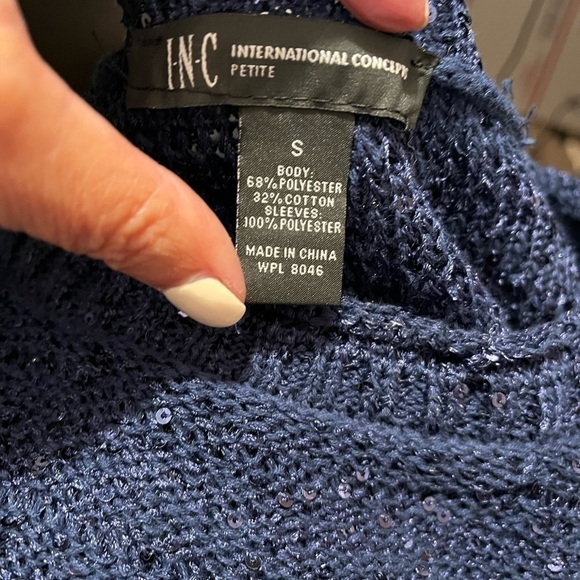 I·N·C INTERNATIONAL CONCEPTS
PETITE
S
BODY:
68% POLYESTER
32% COTTON
SLEEVES:
100% POLYESTER
MADE IN CHINA
WPL 8046